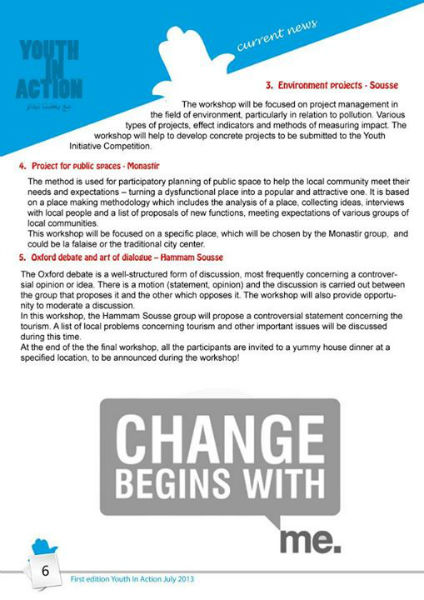 YOUTH
IN
ACTION
current news
3. Environment projects - Sousse
The workshop will be focused on project management in
the field of environment, particularly in relation to pollution. Various
types of projects, effect indicators and methods of measuring impact. The
workshop will help to develop concrete projects to be submitted to the Youth
Initiative Competition.
4. Project for public spaces - Monastir
The method is used for participatory planning of public space to help the local community meet their
needs and expectations – turning a dysfunctional place into a popular and attractive one. It is based
on a place making methodology which includes the analysis of a place, collecting ideas, interviews
with local people and a list of proposals of new functions, meeting expectations of various groups of
local communities.
This workshop will be focused on a specific place, which will be chosen by the Monastir group, and
could be la falaise or the traditional city center.
5. Oxford debate and art of dialogue – Hammam Sousse
The Oxford debate is a well-structured form of discussion, most frequently concerning a controver-
sial opinion or idea. There is a motion (statement, opinion) and the discussion is carried out between
the group that proposes it and the other which opposes it. The workshop will also provide opportu-
nity to moderate a discussion.
In this workshop, the Hammam Sousse group will propose a controversial statement concerning the
tourism. A list of local problems concerning tourism and other important issues will be discussed
during this time.
At the end of the the final workshop, all the participants are invited to a yummy house dinner at a
specified location, to be announced during the workshop!
CHANGE
BEGINS WITH
me.
6
First edition Youth In Action July 2013